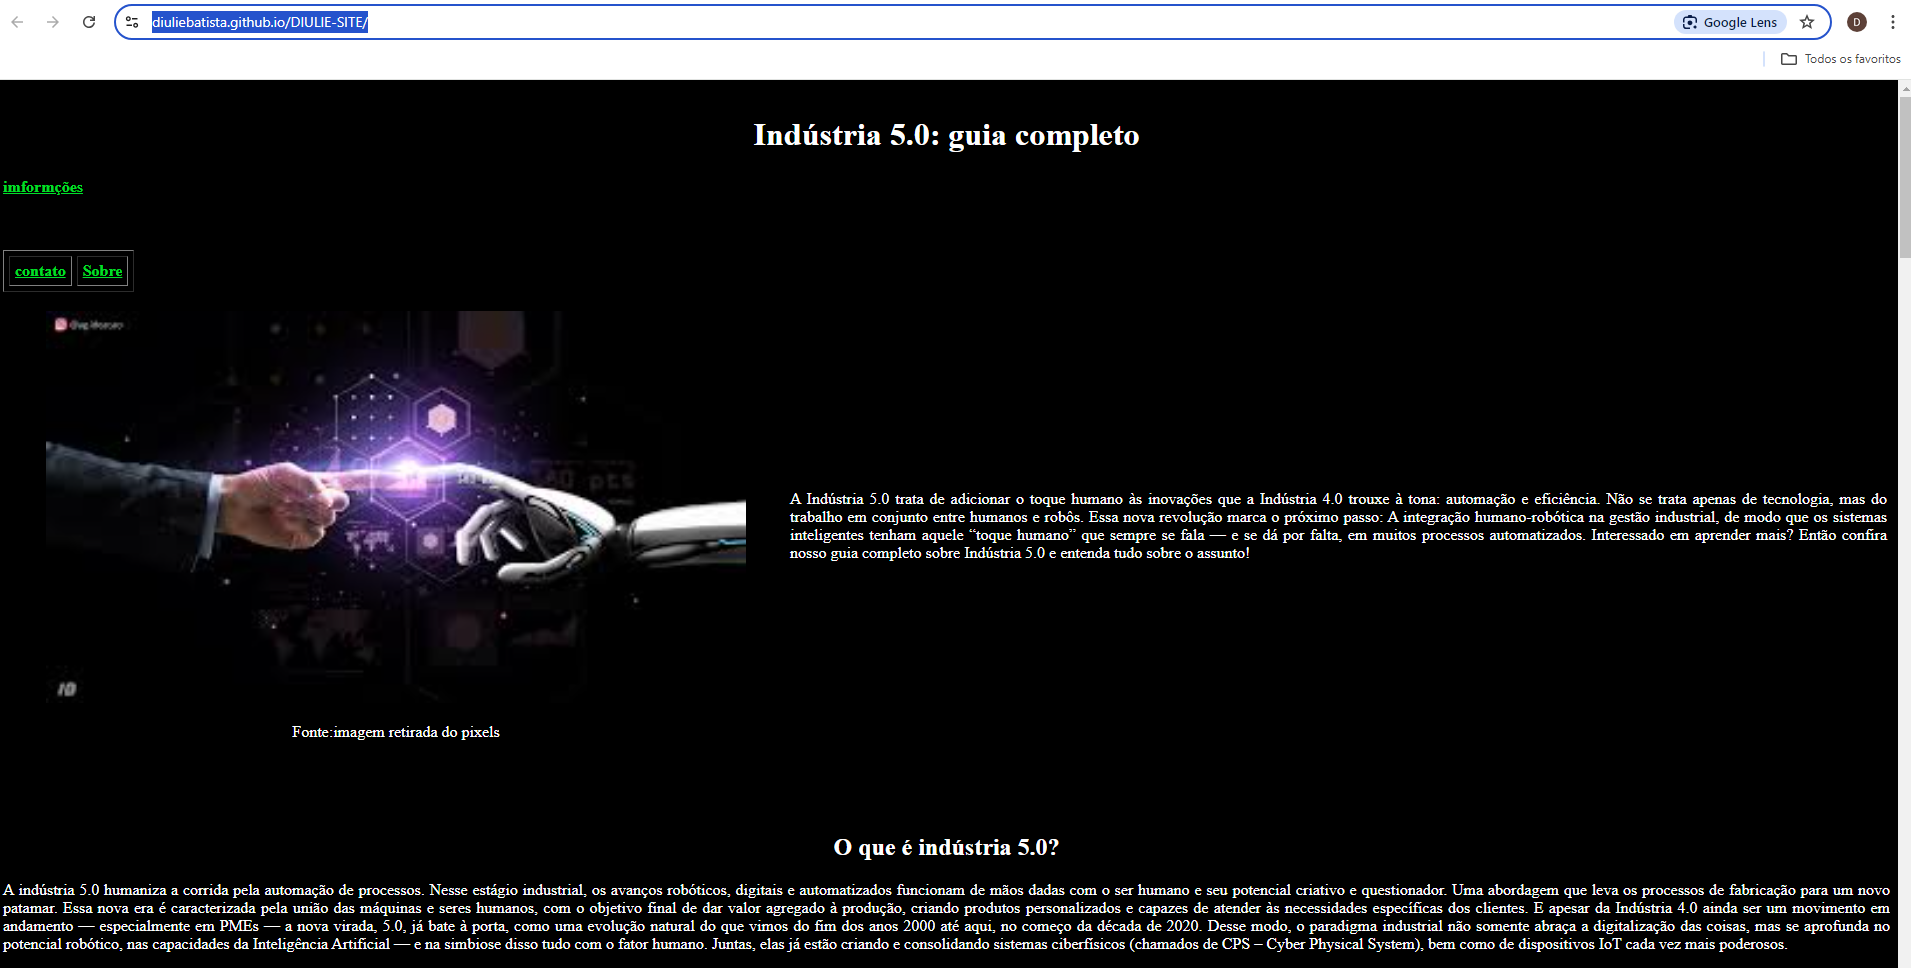 diuliebatista.github.io/DIULIE-SITE/
Google Lens
D
Todos os favoritos
Indústria 5.0: guia completo
imformções
contato Sobre
A Indústria 5.0 trata de adicionar o toque humano às inovações que a Indústria 4.0 trouxe à tona: automação e eficiência. Não se trata apenas de tecnologia, mas do
trabalho em conjunto entre humanos e robôs. Essa nova revolução marca o próximo passo: A integração humano-robótica na gestão industrial, de modo que os sistemas
inteligentes tenham aquele “toque humano” que sempre se fala — e se dá por falta, em muitos processos automatizados. Interessado em aprender mais? Então confira
nosso guia completo sobre Indústria 5.0 e entenda tudo sobre o assunto!
Fonte:imagem retirada do pixels
O que é indústria 5.0?
A indústria 5.0 humaniza a corrida pela automação de processos. Nesse estágio industrial, os avanços robóticos, digitais e automatizados funcionam de mãos dadas com o ser humano e seu potencial criativo e questionador. Uma abordagem que leva os processos de fabricação para um novo
patamar. Essa nova era é caracterizada pela união das máquinas e seres humanos, com o objetivo final de dar valor agregado à produção, criando produtos personalizados e capazes de atender às necessidades específicas dos clientes. E apesar da Indústria 4.0 ainda ser um movimento em
andamento — especialmente em PMEs — a nova virada, 5.0, já bate à porta, como uma evolução natural do que vimos do fim dos anos 2000 até aqui, no começo da década de 2020. Desse modo, o paradigma industrial não somente abraça a digitalização das coisas, mas se aprofunda no
potencial robótico, nas capacidades da Inteligência Artificial — e na simbiose disso tudo com o fator humano. Juntas, elas já estão criando e consolidando sistemas ciberfísicos (chamados de CPS – Cyber Physical System), bem como de dispositivos IoT cada vez mais poderosos.